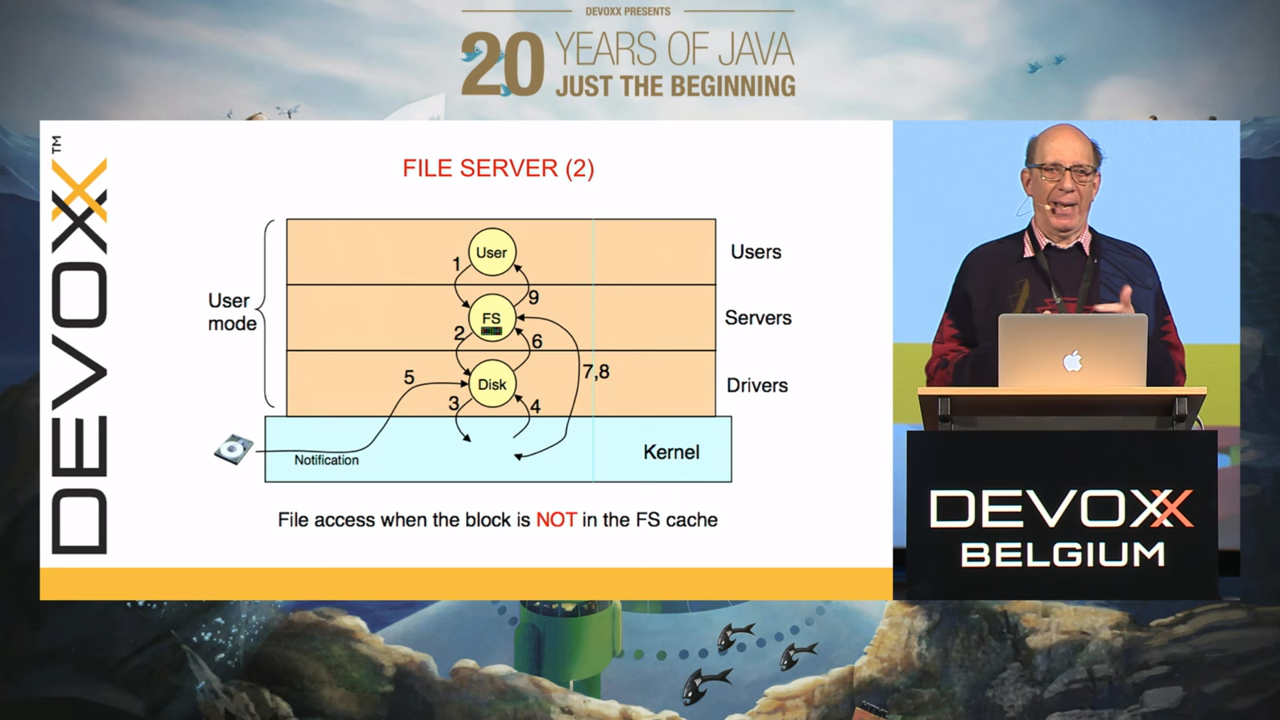 DEVOXX PRESENTS
20 YEARS OF JAVA
JUST THE BEGINNING
DEVOXX™
FILE SERVER (2)
User
mode
User
Users
1
9
FS
Servers
2
6
7,8
5
Disk
Drivers
3
4
Notification
Kernel
File access when the block is NOT in the FS cache
DEVOXX
BELGIUM